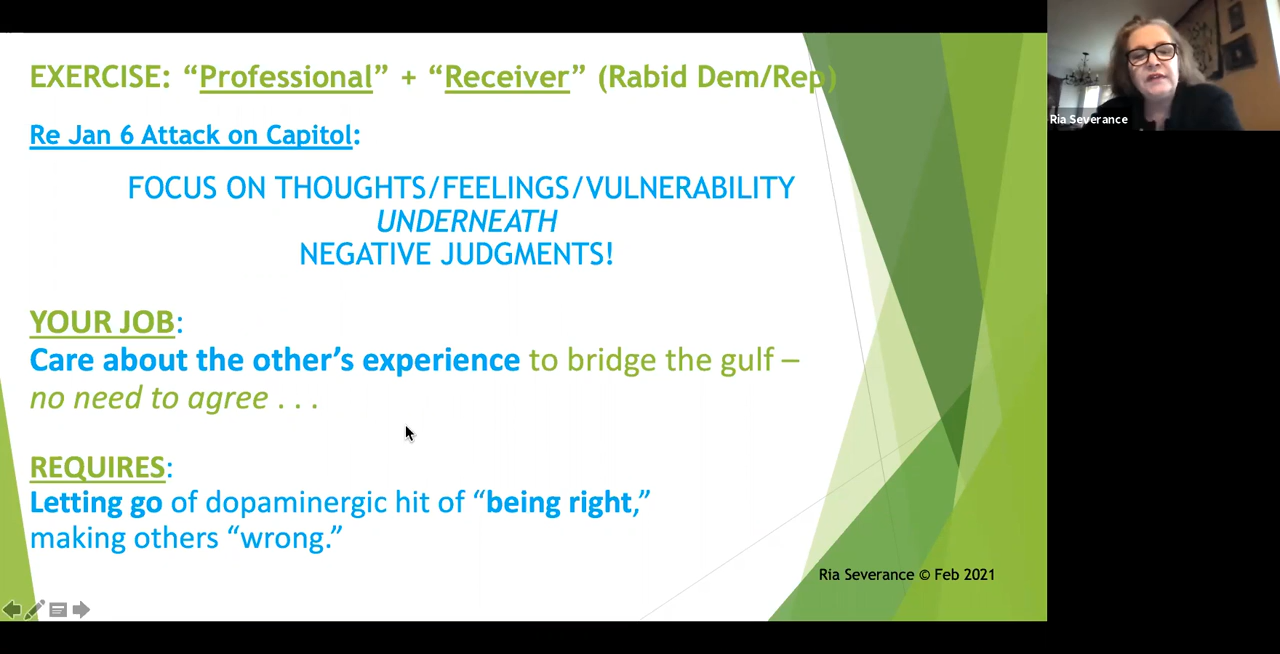 EXERCISE: “Professional” + “Receiver” (Rabid Dem/Rep)
Re Jan 6 Attack on Capitol:
FOCUS ON THOUGHTS/FEELINGS/VULNERABILITY
UNDERNEATH
NEGATIVE JUDGMENTS!
YOUR JOB:
Care about the other’s experience to bridge the gulf –
no need to agree . . .
REQUIRES:
Letting go of dopaminergic hit of “being right,”
making others “wrong.”
Ria Severance © Feb 2021
Ria Severance